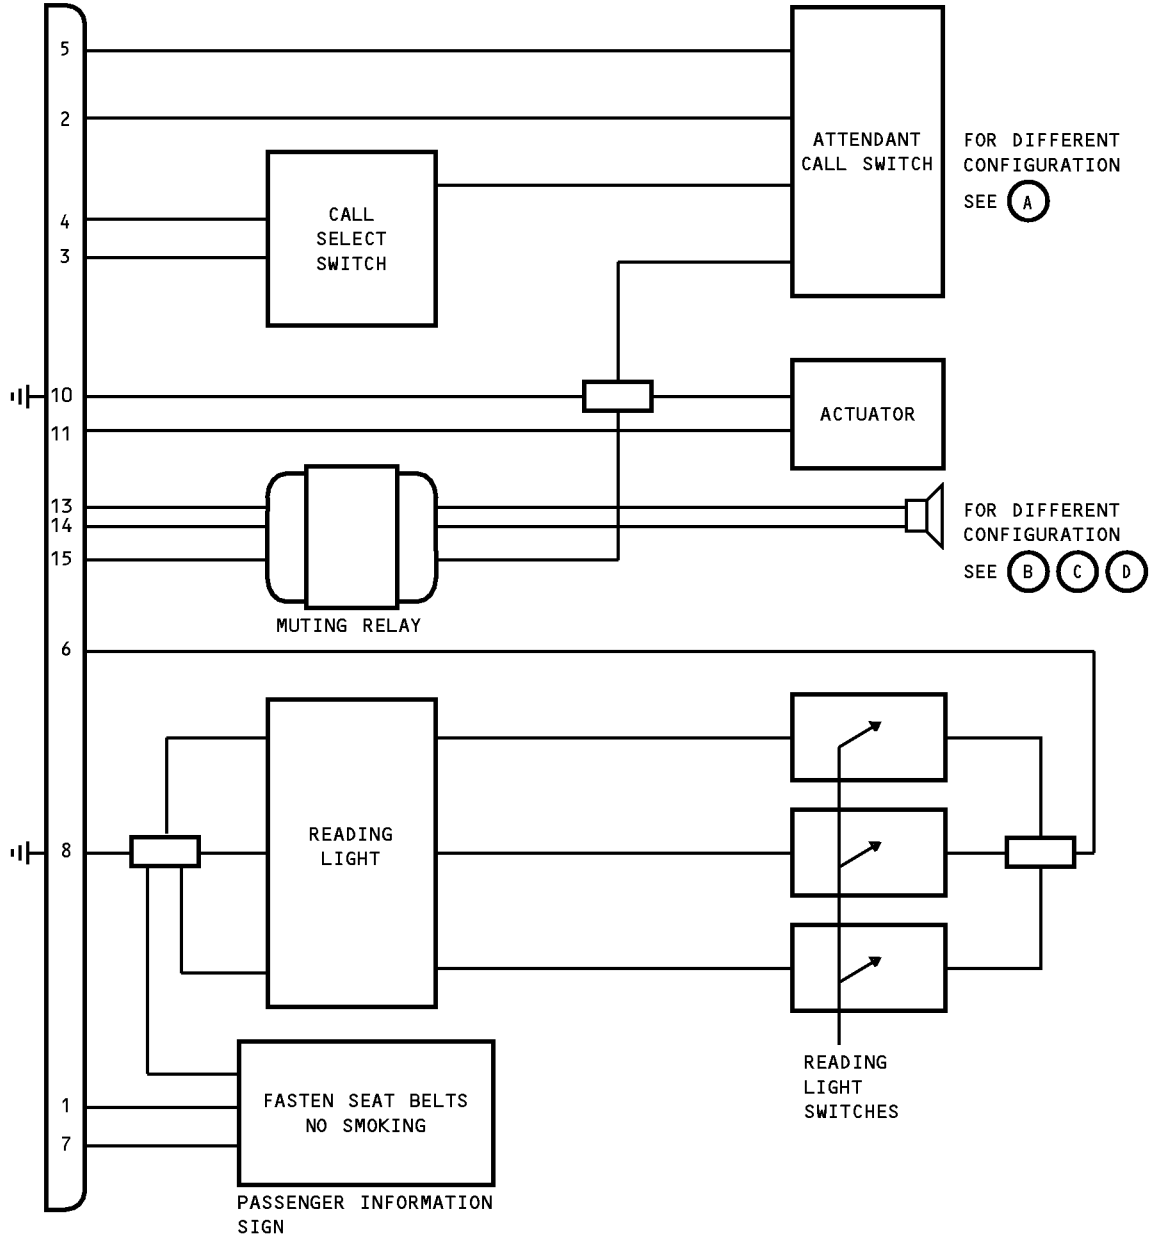 5
2
ATTENDANT
CALL SWITCH
FOR DIFFERENT
CONFIGURATION
SEE A
CALL
SELECT
SWITCH
4
3
10
11
ACTUATOR
13
14
15
FOR DIFFERENT
CONFIGURATION
SEE B C D
MUTING RELAY
6
READING
LIGHT
8
READING
LIGHT
SWITCHES
1
7
FASTEN SEAT BELTS
NO SMOKING
PASSENGER INFORMATION
SIGN